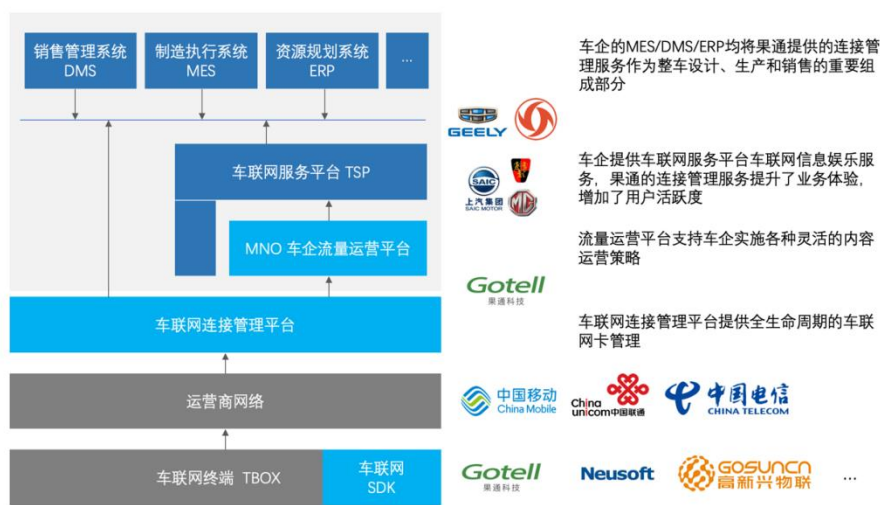 销售管理系统
DMS
制造执行系统
MES
资源规划系统
ERP
...
车企的MES/DMS/ERP均将果通提供的连接管
理服务作为整车设计、生产和销售的重要组
成部分
GEELY
车联网服务平台 TSP
SAIC
上汽集团
SAIC MOTOR
MG
车企提供车联网服务平台车联网信息娱乐服
务，果通的连接管理服务提升了业务体验，
增加了用户活跃度
MNO 车企流量运营平台
流量运营平台支持车企实施各种灵活的内容
运营策略
Gotell
果通科技
车联网连接管理平台
车联网连接管理平台提供全生命周期的车联
网卡管理
运营商网络
中国移动
China Mobile
China
unicom中国联通
中国电信
CHINA TELECOM
车联网终端 TBOX
车联网
SDK
Gotell
果通科技
Neusoft
GOSUNCN
高新兴物联
...